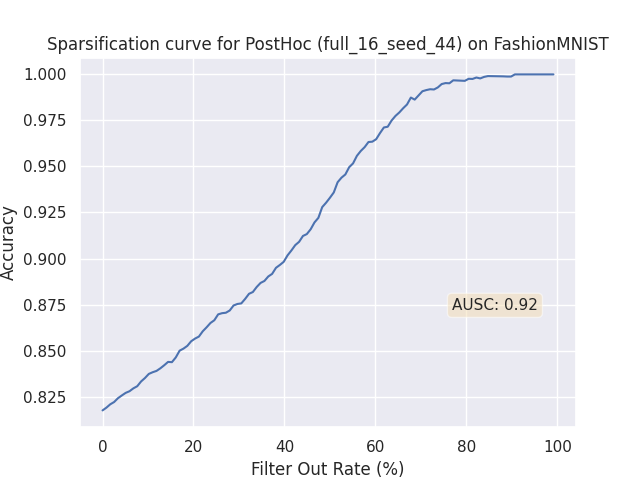 Sparsification curve for PostHoc (full_16_seed_44) on FashionMNIST
1.000
0.975
0.950
0.925
0.900
0.875
0.850
0.825
Accuracy
AUSC: 0.92
0 20 40 60 80 100
Filter Out Rate (%)